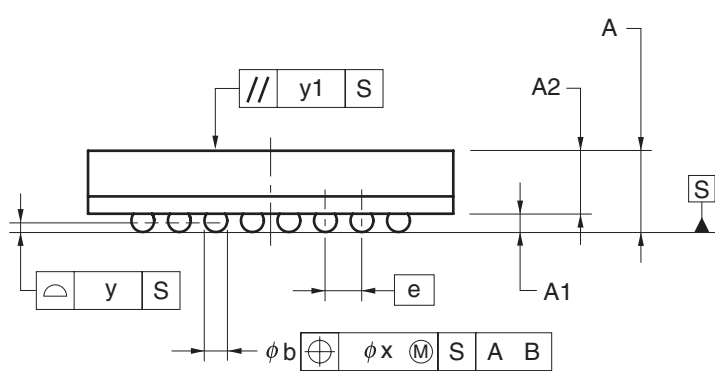 A
// y1 S
A2
S
⌓ y S
e
A1
φb ⌖ φx Ⓜ S A B